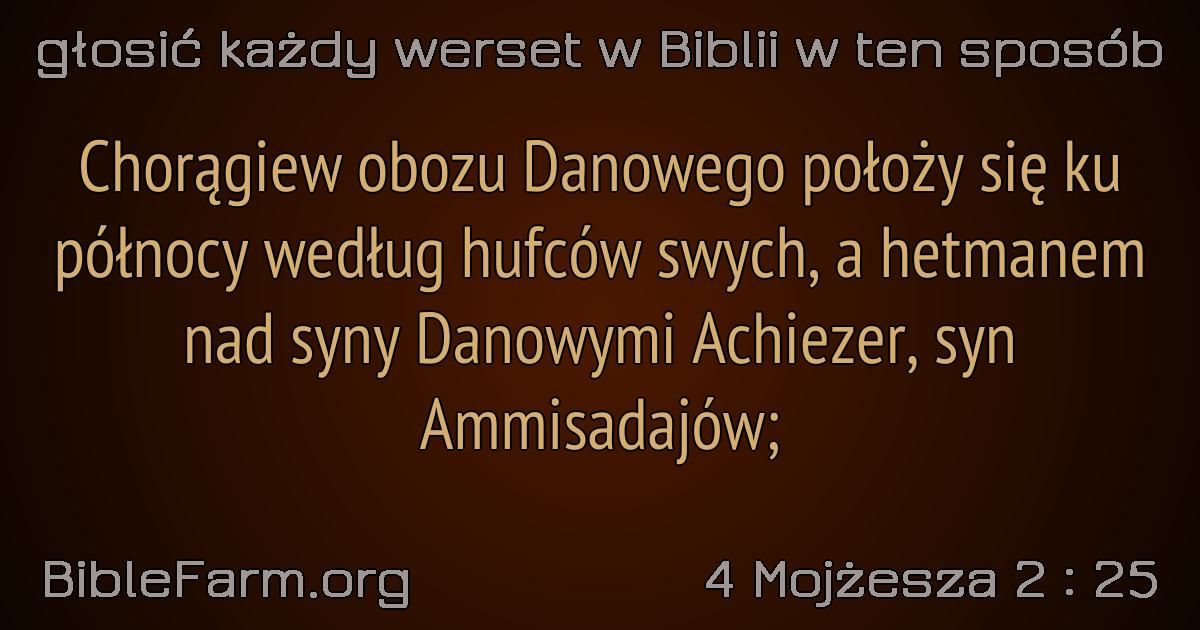 głosić każdy werset w Biblii w ten sposób
Chorągiew obozu Danowego położy się ku
północy według hufców swych, a hetmanem
nad syny Danowymi Achiezer, syn
Ammisadajów;
BibleFarm.org
4 Mojżesza 2 : 25